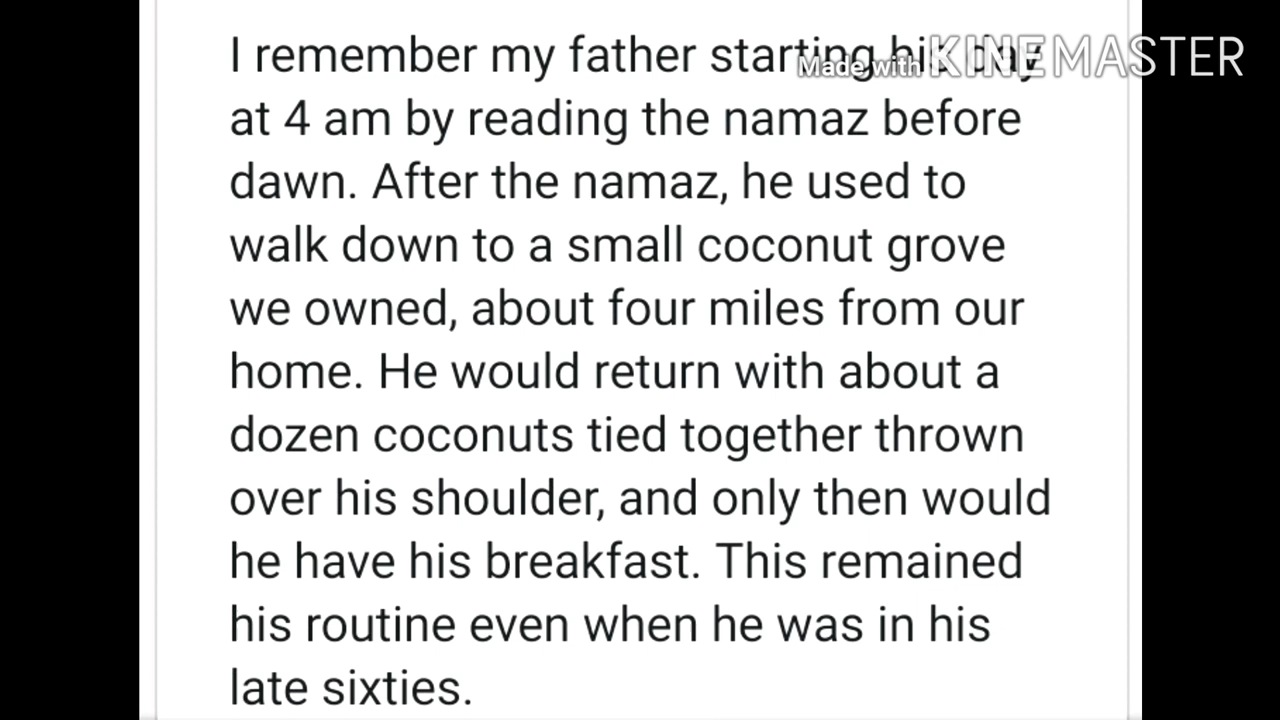 I remember my father starting his day
Made with KINEMASTER
at 4 am by reading the namaz before
dawn. After the namaz, he used to
walk down to a small coconut grove
we owned, about four miles from our
home. He would return with about a
dozen coconuts tied together thrown
over his shoulder, and only then would
he have his breakfast. This remained
his routine even when he was in his
late sixties.